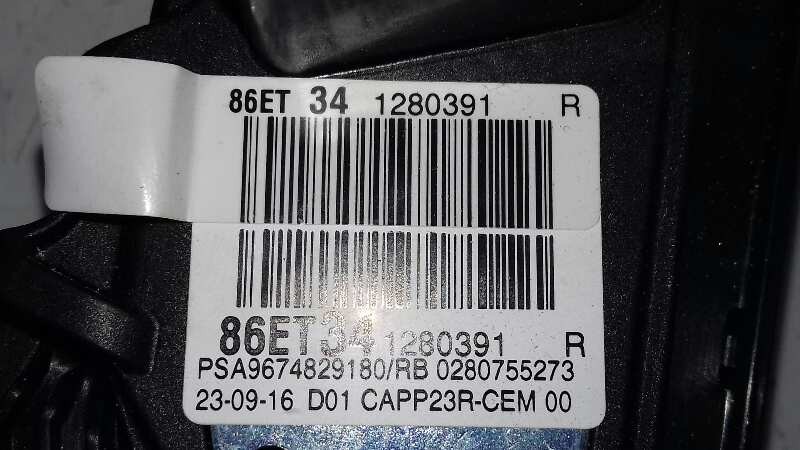 86ET 34 1280391 R
86ET34 1280391 R
PSA9674829180/RB 0280755273
23-09-16 D01 CAPP23R-CEM 00